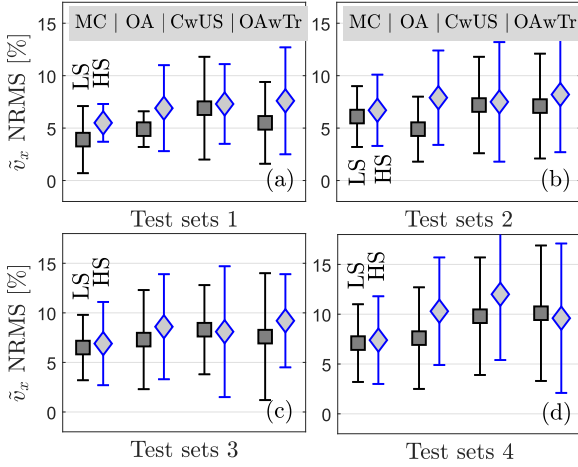 MC | OA | CwUS | OAwTr
MC | OA | CwUS | OAwTr
ṽx NRMS [%]
15
10
5
0
LS
HS
(a)
Test sets 1
15
10
5
0
LS
HS
(b)
Test sets 2
ṽx NRMS [%]
15
10
5
0
LS
HS
(c)
Test sets 3
15
10
5
0
LS
HS
(d)
Test sets 4